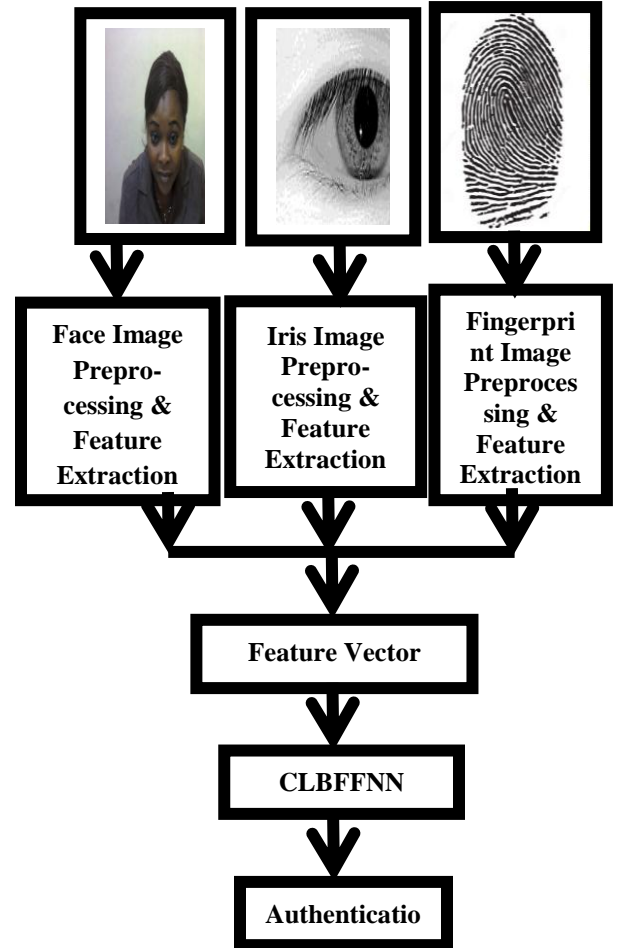 Face Image
Prepro-
cessing &
Feature
Extraction
Iris Image
Prepro-
cessing &
Feature
Extraction
Fingerpri
nt Image
Preproces
sing &
Feature
Extraction
Feature Vector
CLBFFNN
Authenticatio